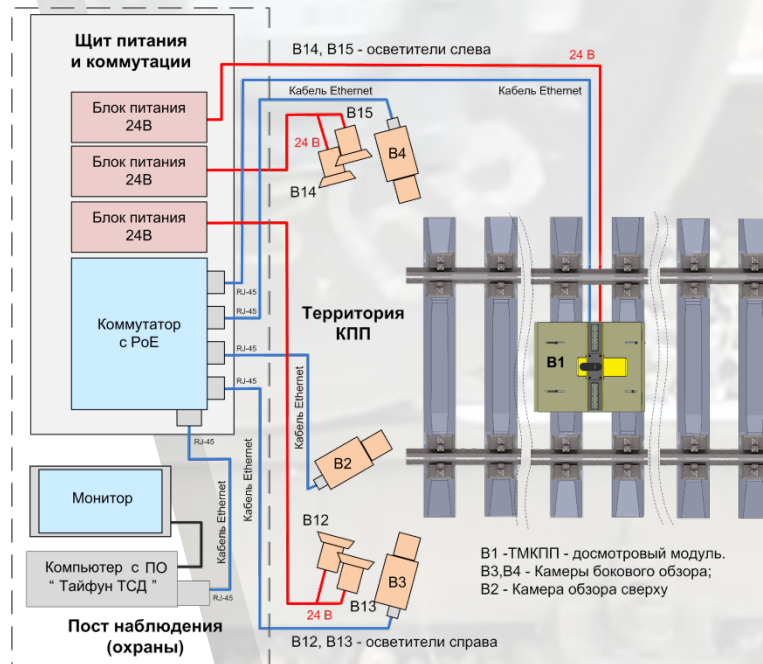 Щит питания
и коммутации
B14, B15 - осветители слева
24 В
Кабель Ethernet
Кабель Ethernet
Блок питания
24В
B15
24 В
B4
B14
Блок питания
24В
Блок питания
24В
RJ-45
RJ-45
RJ-45
RJ-45
Коммутатор
с PoE
Территория
КПП
B1
Кабель Ethernet
RJ-45
B2
Кабель Ethernet
Кабель Ethernet
Монитор
B12
B3
B13
24 В
Компьютер с ПО
“ Тайфун ТСД ”
RJ-45
B1 -ТМКПП - досмотровый модуль.
B3,B4 - Камеры бокового обзора;
B2 - Камера обзора сверху
Пост наблюдения
(охраны)
B12, B13 - осветители справа